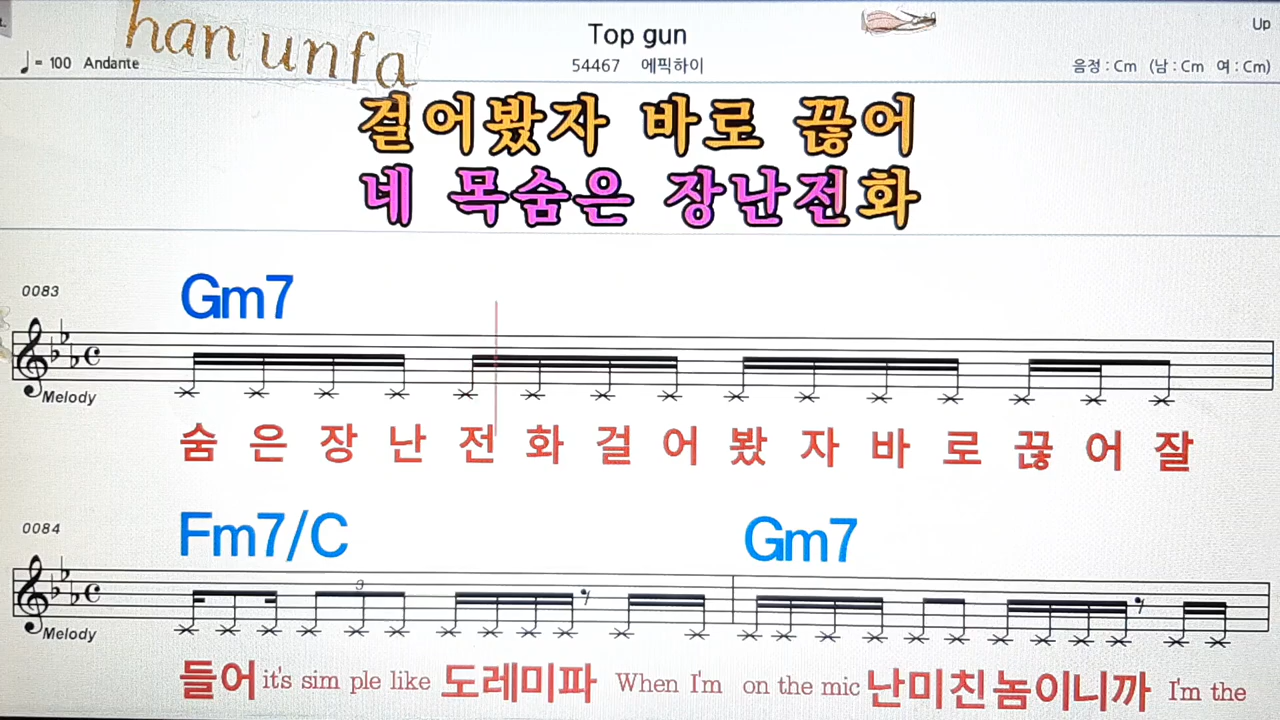 han unfa
Top gun
Up
♩= 100 Andante
54467 에픽하이
음정 : Cm (남 : Cm 여 : Cm)
걸어봤자 바로 끊어
네 목숨은 장난전화
0083
Gm7
Melody
숨 은 장 난 전 화 걸 어 봤 자 바 로 끊 어 잘
0084
Fm7/C Gm7
3
Melody
들어 it's sim ple like 도레미파 When I'm on the mic 난미친놈이니까 I'm the